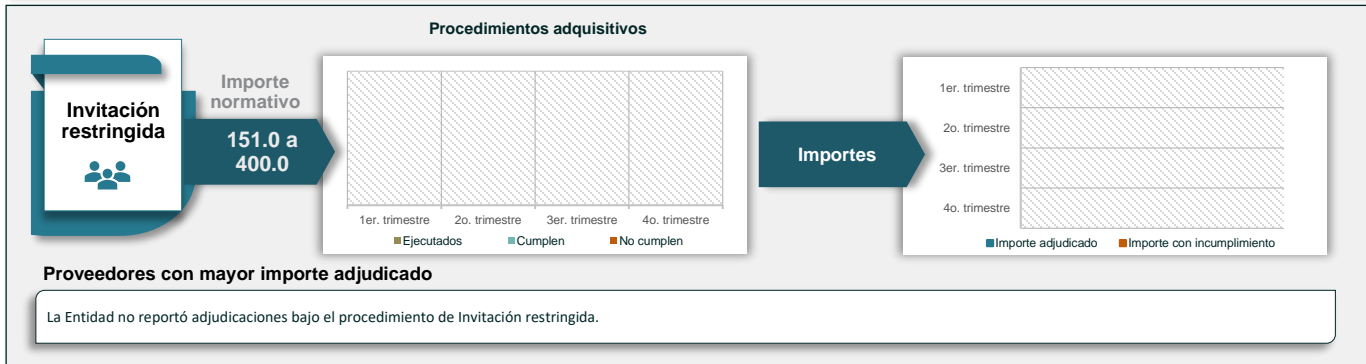 Procedimientos adquisitivos
Invitación
restringida
Importe
normativo
151.0 a
400.0
1er. trimestre
2o. trimestre
3er. trimestre
4o. trimestre
Ejecutados
Cumplen
No cumplen
Importes
1er. trimestre
2o. trimestre
3er. trimestre
4o. trimestre
Importe adjudicado
Importe con incumplimiento
Proveedores con mayor importe adjudicado
La Entidad no reportó adjudicaciones bajo el procedimiento de Invitación restringida.